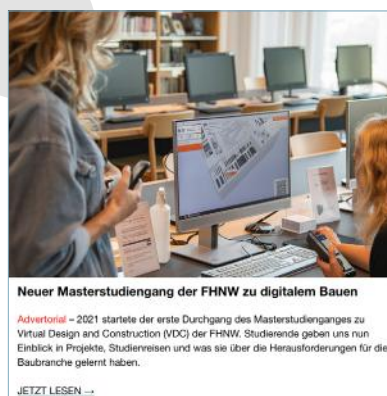 Neuer Masterstudiengang der FHNW zu digitalem Bauen
Advertorial – 2021 startete der erste Durchgang des Masterstudienganges zu
Virtual Design and Construction (VDC) der FHNW. Studierende geben uns nun
Einblick in Projekte, Studienreisen und was sie über die Herausforderungen für die
Baubranche gelernt haben.
JETZT LESEN →